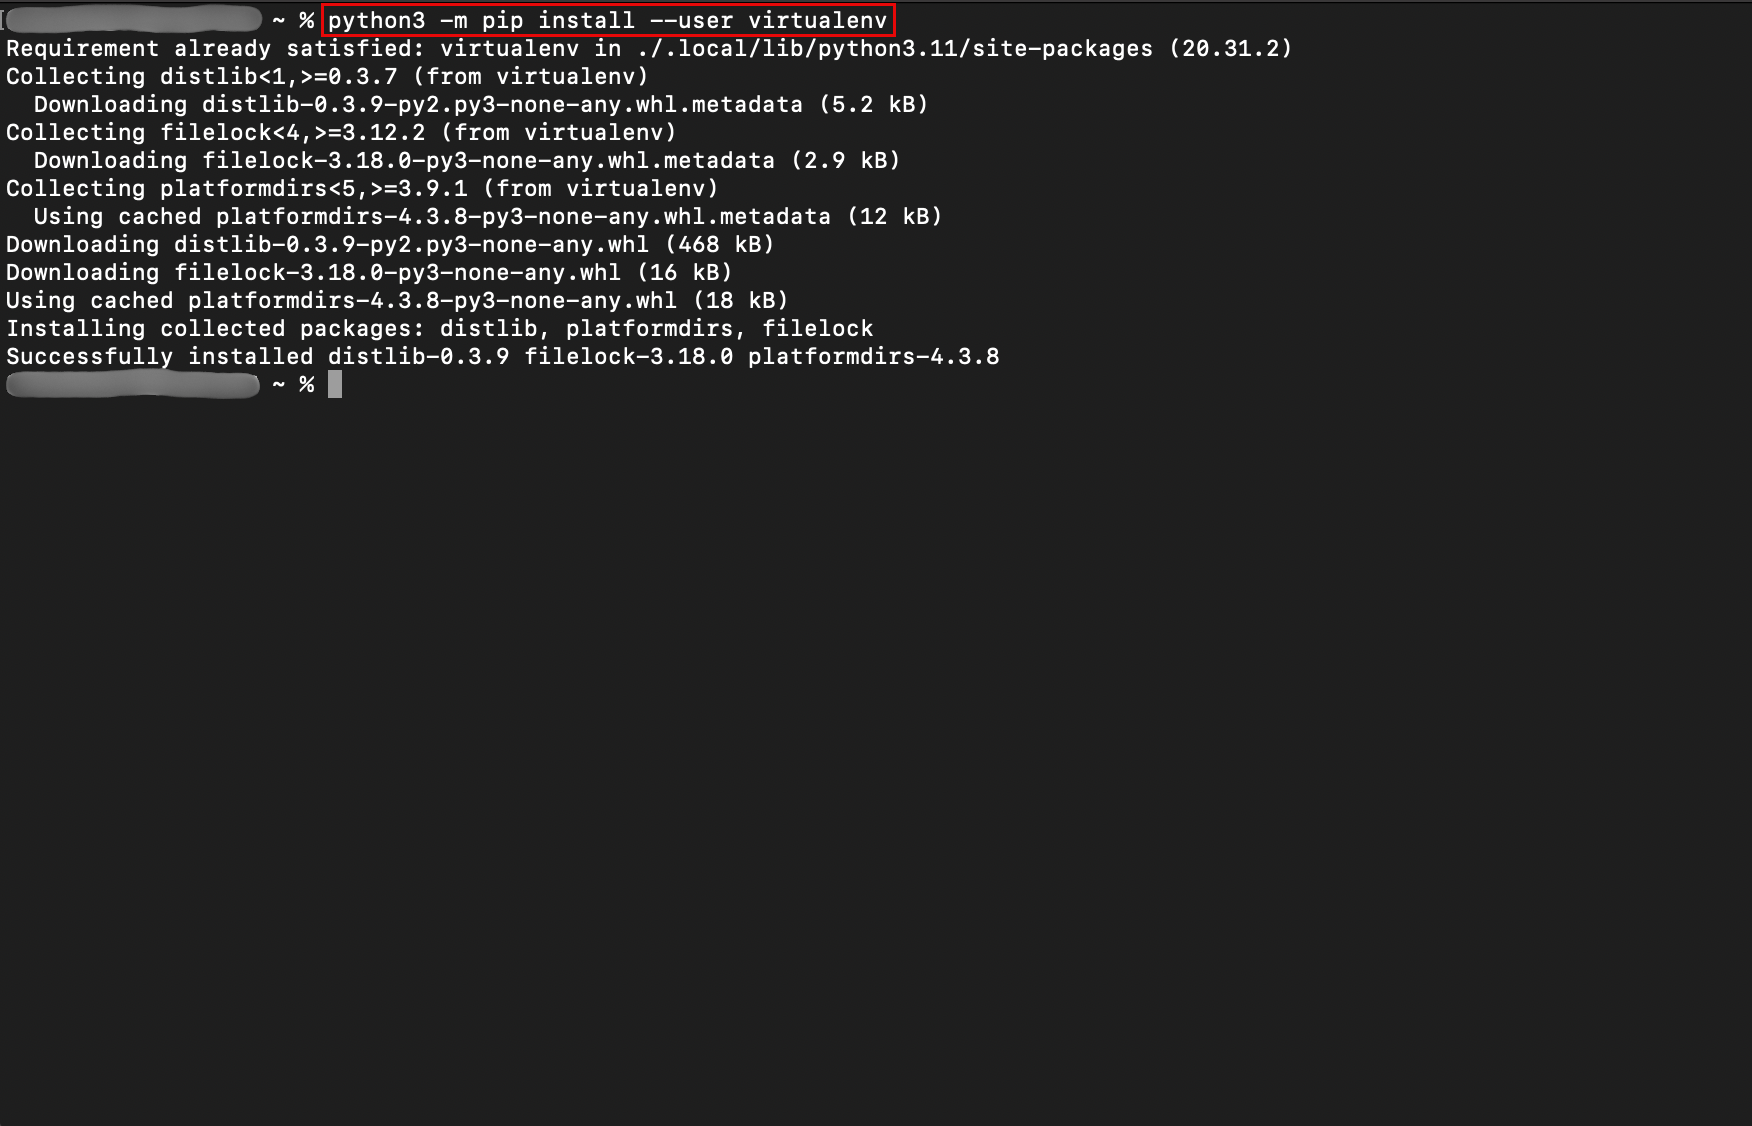 ~ % python3 -m pip install --user virtualenv
Requirement already satisfied: virtualenv in ./.local/lib/python3.11/site-packages (20.31.2)
Collecting distlib<1,>=0.3.7 (from virtualenv)
  Downloading distlib-0.3.9-py2.py3-none-any.whl.metadata (5.2 kB)
Collecting filelock<4,>=3.12.2 (from virtualenv)
  Downloading filelock-3.18.0-py3-none-any.whl.metadata (2.9 kB)
Collecting platformdirs<5,>=3.9.1 (from virtualenv)
  Using cached platformdirs-4.3.8-py3-none-any.whl.metadata (12 kB)
Downloading distlib-0.3.9-py2.py3-none-any.whl (468 kB)
Downloading filelock-3.18.0-py3-none-any.whl (16 kB)
Using cached platformdirs-4.3.8-py3-none-any.whl (18 kB)
Installing collected packages: distlib, platformdirs, filelock
Successfully installed distlib-0.3.9 filelock-3.18.0 platformdirs-4.3.8
~ %